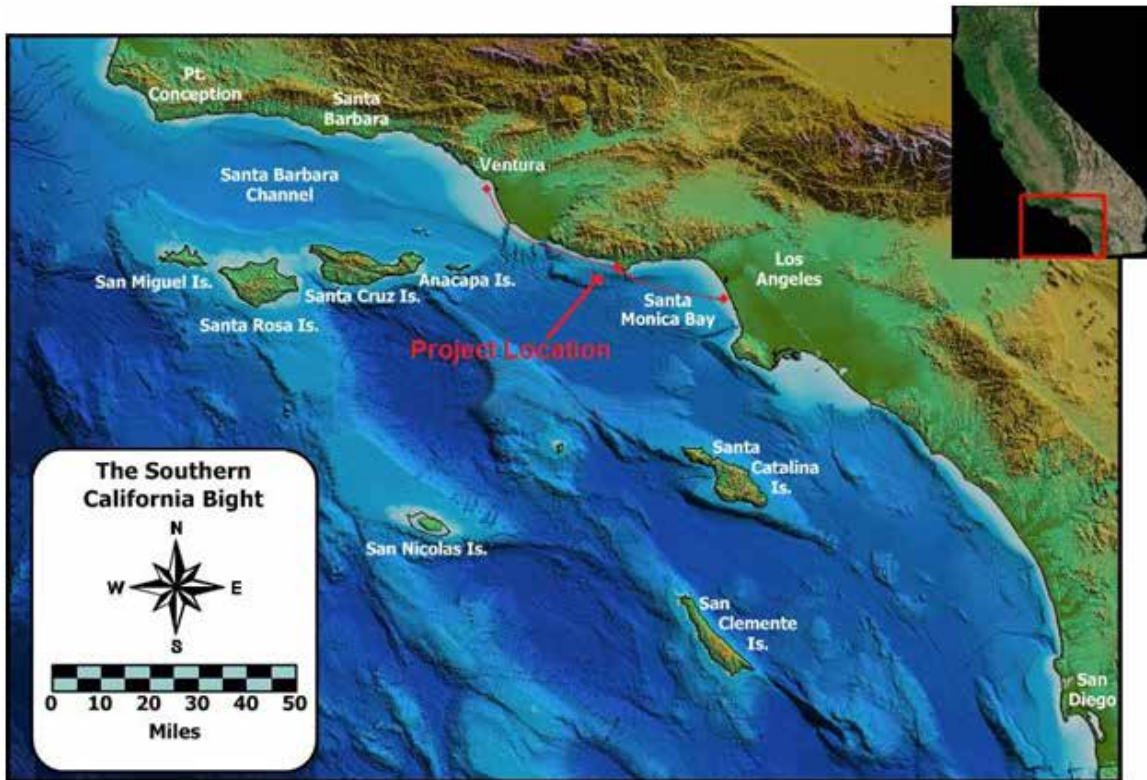 Pt.
Conception
Santa
Barbara
Ventura
Santa Barbara
Channel
Los
Angeles
San Miguel Is.
Santa Cruz Is.
Anacapa Is.
Santa
Monica Bay
Santa Rosa Is.
Project Location
Santa
Catalina
Is.
The Southern
California Bight
N
W
E
S
San Nicolas Is.
San
Clemente
Is.
San
Diego
0 10 20 30 40 50
Miles